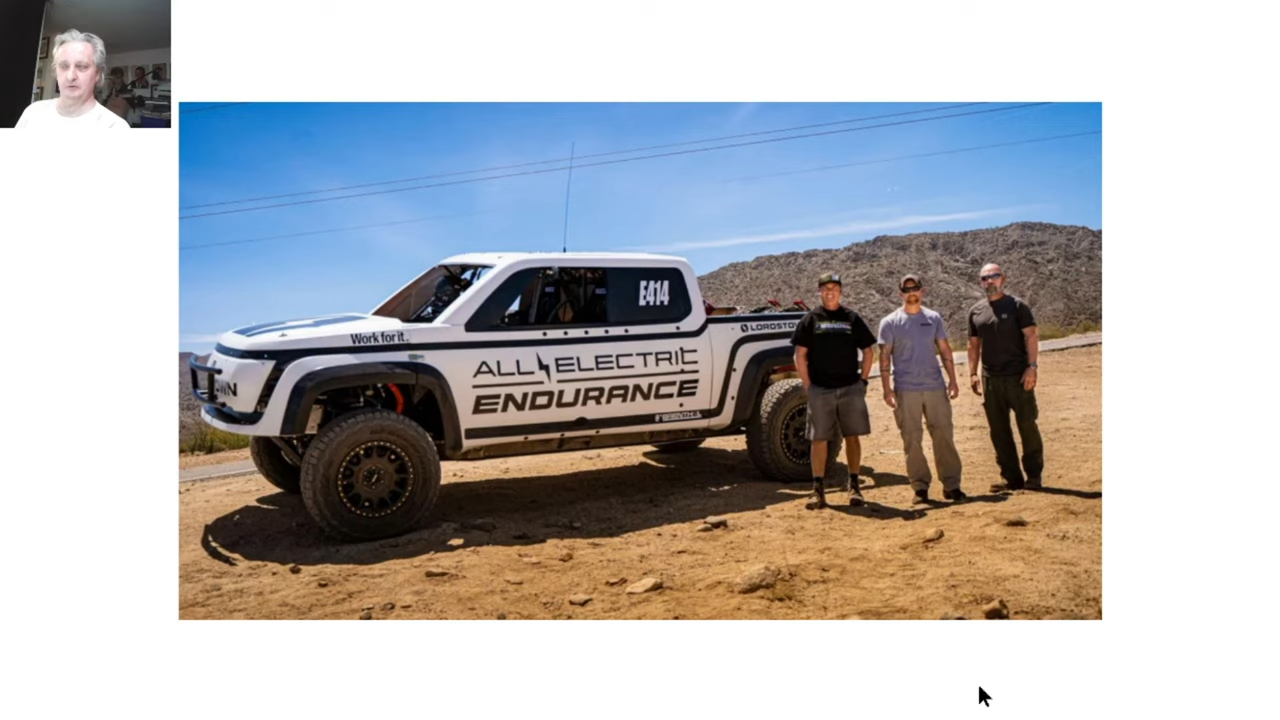 E414
Work for it.
LORDSTOWN
ALL ELECTRIC
ENDURANCE